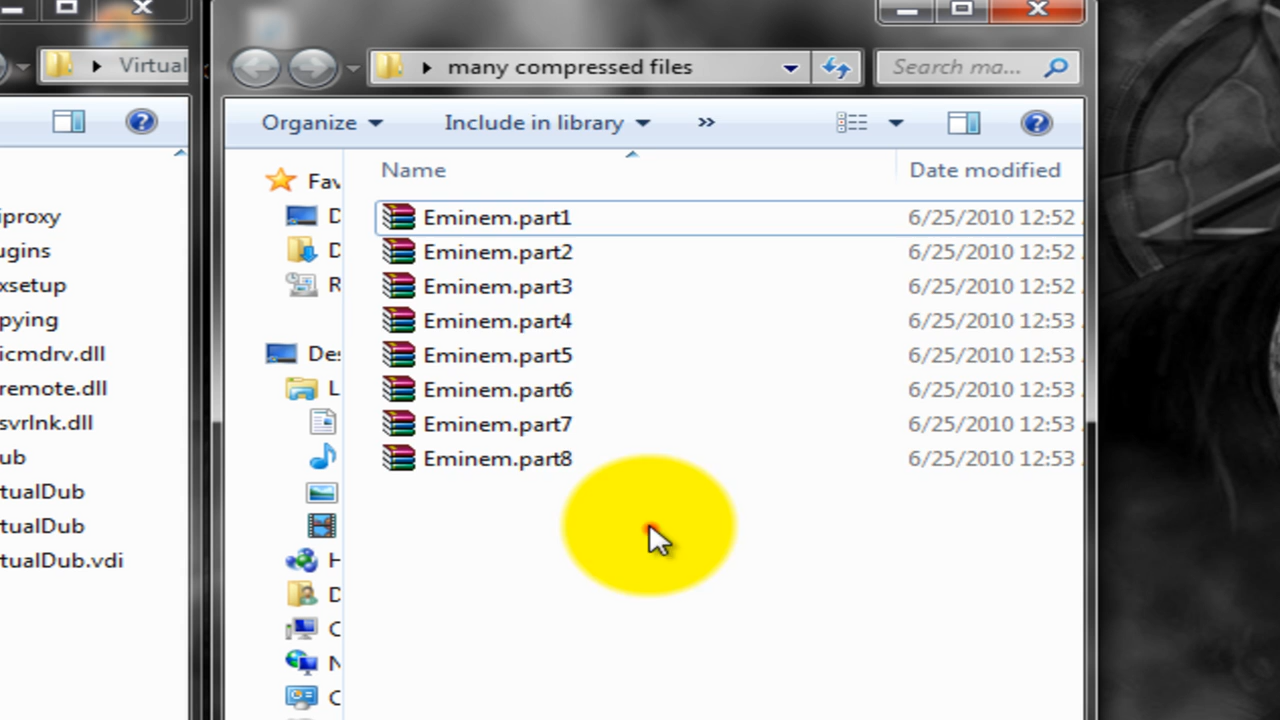 Virtual
iproxy
ugins
xsetup
pying
icmdrv.dll
remote.dll
svrlnk.dll
ub
tualDub
tualDub
tualDub.vdi
many compressed files
Search ma...
Organize
Include in library
»
Name
Date modified
Fav
D
D
R
Des
L
H
D
C
N
C
Eminem.part1 6/25/2010 12:52
Eminem.part2 6/25/2010 12:52
Eminem.part3 6/25/2010 12:52
Eminem.part4 6/25/2010 12:53
Eminem.part5 6/25/2010 12:53
Eminem.part6 6/25/2010 12:53
Eminem.part7 6/25/2010 12:53
Eminem.part8 6/25/2010 12:53